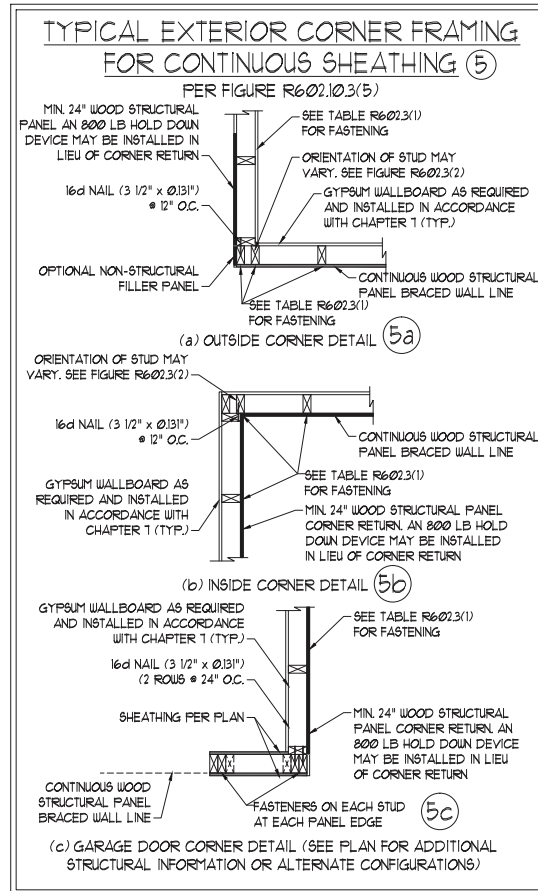 TYPICAL EXTERIOR CORNER FRAMING
FOR CONTINUOUS SHEATHING 5
PER FIGURE R602.10.3(5)
MIN. 24" WOOD STRUCTURAL
PANEL AN 800 LB HOLD DOWN
DEVICE MAY BE INSTALLED IN
LIEU OF CORNER RETURN
16d NAIL (3 1/2" x 0.131")
@ 12" O.C.
OPTIONAL NON-STRUCTURAL
FILLER PANEL
SEE TABLE R602.3(1)
FOR FASTENING
ORIENTATION OF STUD MAY
VARY. SEE FIGURE R602.3(2)
GYPSUM WALLBOARD AS REQUIRED
AND INSTALLED IN ACCORDANCE
WITH CHAPTER 7 (TYP.)
CONTINUOUS WOOD STRUCTURAL
PANEL BRACED WALL LINE
SEE TABLE R602.3(1)
FOR FASTENING
(a) OUTSIDE CORNER DETAIL 5a
ORIENTATION OF STUD MAY
VARY. SEE FIGURE R602.3(2)
16d NAIL (3 1/2" x 0.131")
@ 12" O.C.
GYPSUM WALLBOARD AS
REQUIRED AND INSTALLED
IN ACCORDANCE WITH
CHAPTER 7 (TYP.)
CONTINUOUS WOOD STRUCTURAL
PANEL BRACED WALL LINE
SEE TABLE R602.3(1)
FOR FASTENING
MIN. 24" WOOD STRUCTURAL PANEL
CORNER RETURN. AN 800 LB HOLD
DOWN DEVICE MAY BE INSTALLED
IN LIEU OF CORNER RETURN
(b) INSIDE CORNER DETAIL 5b
GYPSUM WALLBOARD AS REQUIRED
AND INSTALLED IN ACCORDANCE
WITH CHAPTER 7 (TYP.)
16d NAIL (3 1/2" x 0.131")
(2 ROWS @ 24" O.C.
SHEATHING PER PLAN
CONTINUOUS WOOD
STRUCTURAL PANEL
BRACED WALL LINE
SEE TABLE R602.3(1)
FOR FASTENING
MIN. 24" WOOD STRUCTURAL
PANEL CORNER RETURN. AN
800 LB HOLD DOWN DEVICE
MAY BE INSTALLED IN LIEU
OF CORNER RETURN
FASTENERS ON EACH STUD
AT EACH PANEL EDGE
5c
(c) GARAGE DOOR CORNER DETAIL (SEE PLAN FOR ADDITIONAL
STRUCTURAL INFORMATION OR ALTERNATE CONFIGURATIONS)